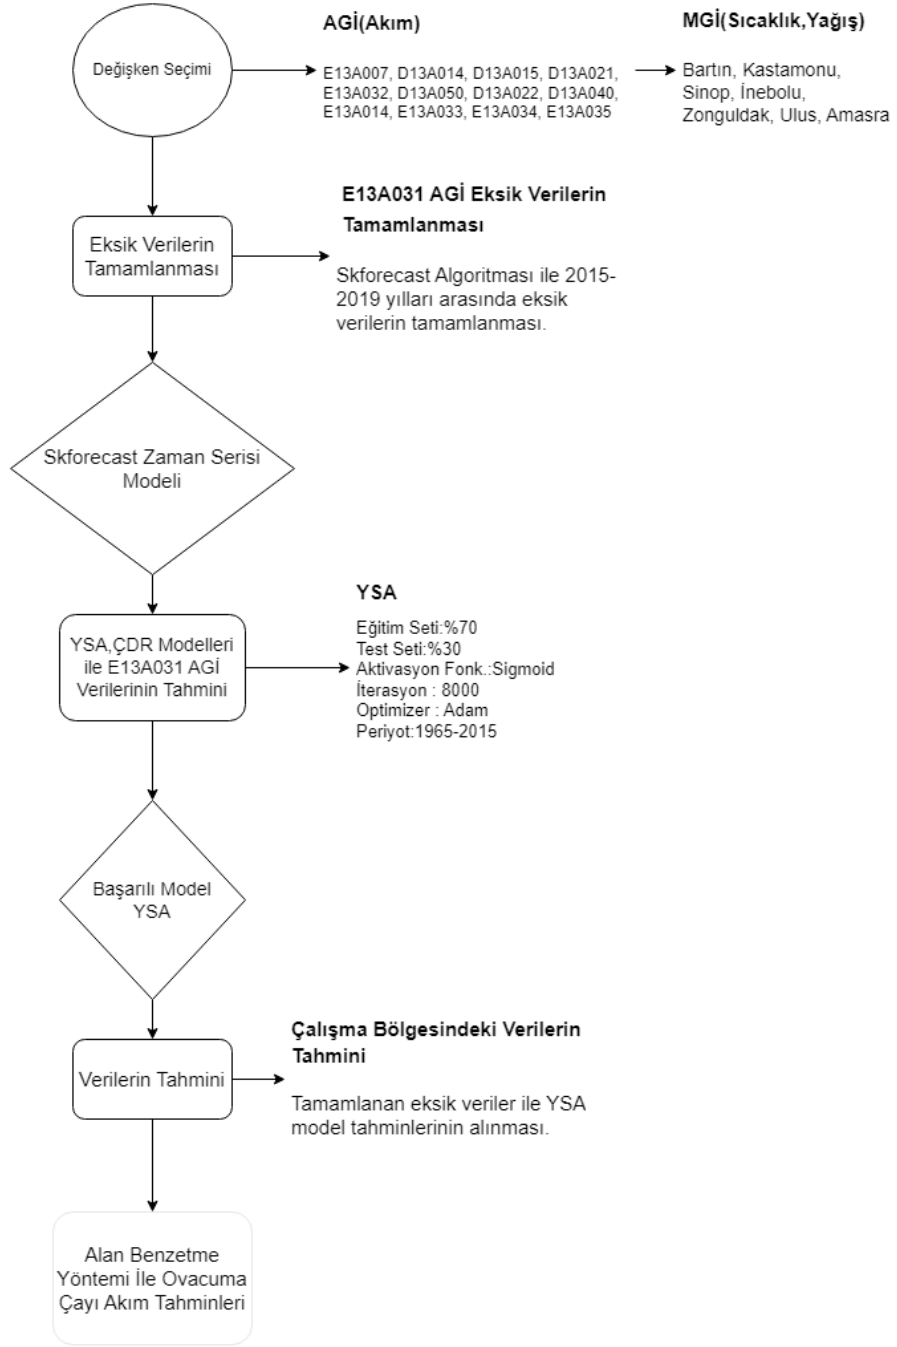 Değişken Seçimi
AGİ(Akım)
E13A007, D13A014, D13A015, D13A021,
E13A032, D13A050, D13A022, D13A040,
E13A014, E13A033, E13A034, E13A035
MGİ(Sıcaklık,Yağış)
Bartın, Kastamonu,
Sinop, İnebolu,
Zonguldak, Ulus, Amasra
Eksik Verilerin
Tamamlanması
E13A031 AGİ Eksik Verilerin
Tamamlanması
Skforecast Algoritması ile 2015-
2019 yılları arasında eksik
verilerin tamamlanması.
Skforecast Zaman Serisi
Modeli
YSA,ÇDR Modelleri
ile E13A031 AGİ
Verilerinin Tahmini
YSA
Eğitim Seti:%70
Test Seti:%30
Aktivasyon Fonk.:Sigmoid
İterasyon : 8000
Optimizer : Adam
Periyot:1965-2015
Başarılı Model
YSA
Verilerin Tahmini
Çalışma Bölgesindeki Verilerin
Tahmini
Tamamlanan eksik veriler ile YSA
model tahminlerinin alınması.
Alan Benzetme
Yöntemi İle Ovacuma
Çayı Akım Tahminleri